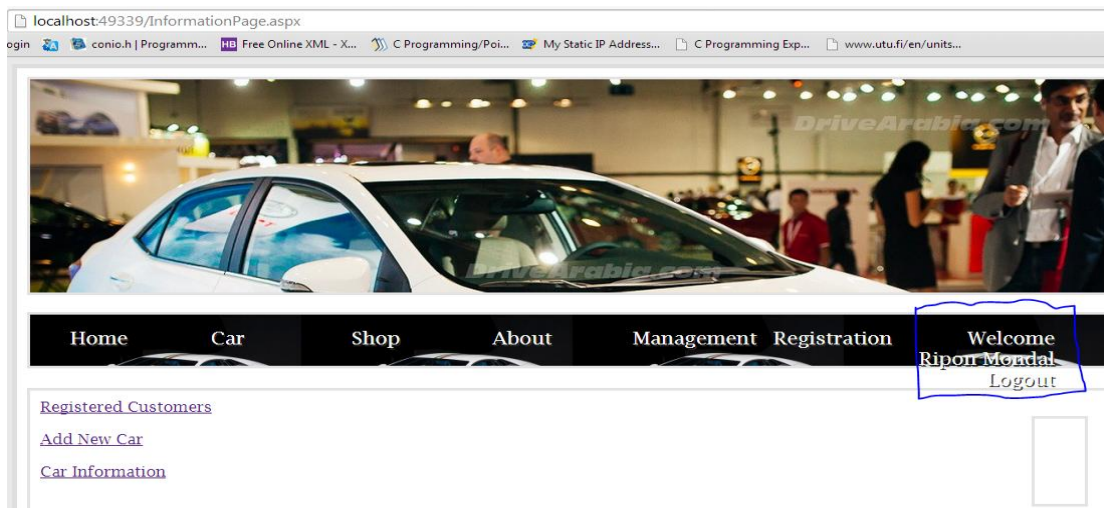 localhost:49339/InformationPage.aspx
ogin conio.h | Programm... HB Free Online XML - X... C Programming/Poi... My Static IP Address... C Programming Exp... www.utu.fi/en/units...
DriveArabia.com
DriveArabia.com
Home Car Shop About Management Registration Welcome
Ripon Mondal
Logout
Registered Customers
Add New Car
Car Information